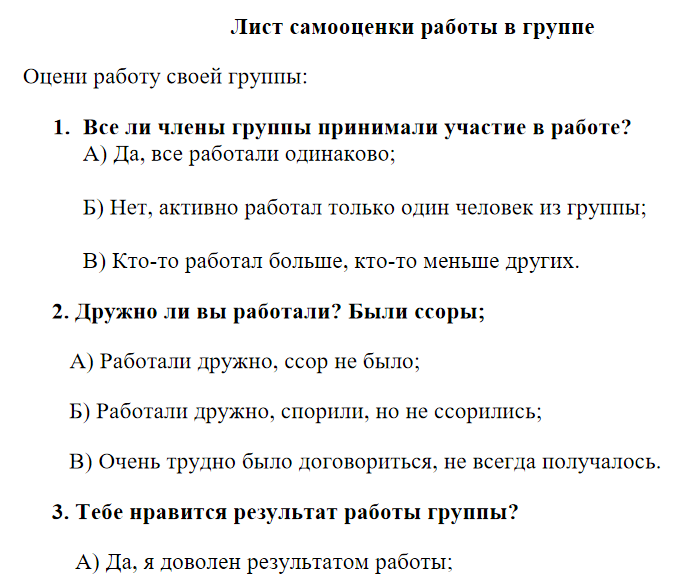 Лист самооценки работы в группе
Оцени работу своей группы:
1. Все ли члены группы принимали участие в работе?
А) Да, все работали одинаково;
Б) Нет, активно работал только один человек из группы;
В) Кто-то работал больше, кто-то меньше других.
2. Дружно ли вы работали? Были ссоры;
А) Работали дружно, ссор не было;
Б) Работали дружно, спорили, но не ссорились;
В) Очень трудно было договориться, не всегда получалось.
3. Тебе нравится результат работы группы?
А) Да, я доволен результатом работы;